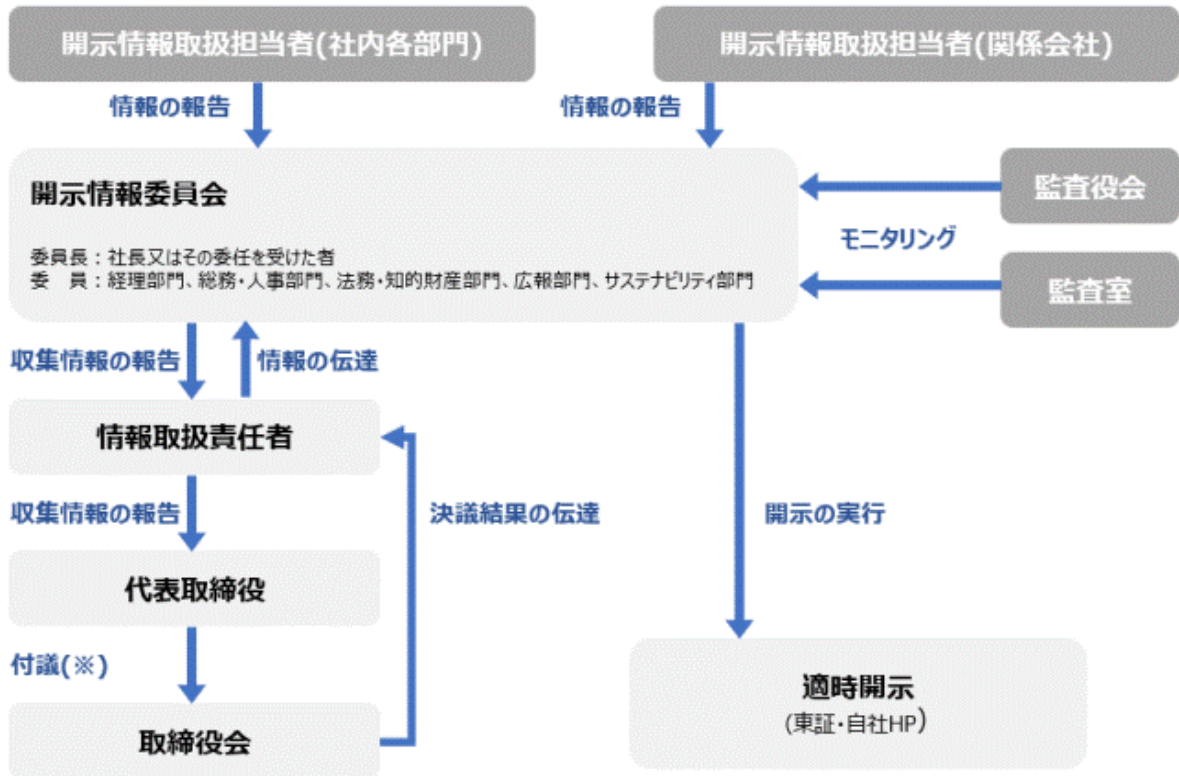 開示情報取扱担当者(社内各部門)
開示情報取扱担当者(関係会社)
情報の報告
情報の報告
開示情報委員会
委員長：社長又はその委任を受けた者
委　員：経理部門、総務・人事部門、法務・知的財産部門、広報部門、サステナビリティ部門
監査役会
モニタリング
監査室
収集情報の報告
情報の伝達
情報取扱責任者
収集情報の報告
決議結果の伝達
開示の実行
代表取締役
付議(※)
取締役会
適時開示
(東証・自社HP)